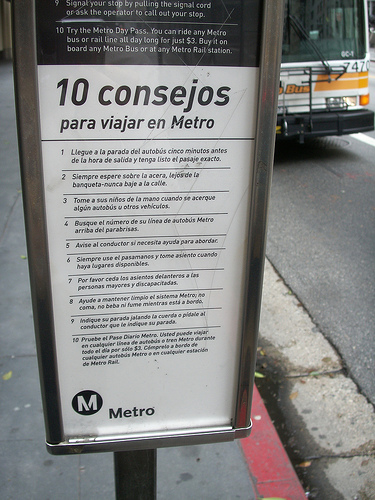 9 Signal your stop by pulling the signal cord
or ask the operator to call out your stop.
10 Try the Metro Day Pass. You can ride any Metro
bus or rail line all day long for just $3. Buy it on
board any Metro Bus or at any Metro Rail station.
10 consejos
para viajar en Metro
1 Llegue a la parada del autobús cinco minutos antes
de la hora de salida y tenga listo el pasaje exacto.
2 Siempre espere sobre la acera, lejos de la
banqueta-nunca baje a la calle.
3 Tome a sus niños de la mano cuando se acerque
algún autobús u otros vehículos.
4 Busque el número de su línea de autobús Metro
arriba del parabrisas.
5 Avise al conductor si necesita ayuda para abordar.
6 Siempre use el pasamanos y tome asiento cuando
haya lugares disponibles.
7 Por favor ceda los asientos delanteros a las
personas mayores y discapacitadas.
8 Ayude a mantener limpio el sistema Metro; no
coma, no beba ni fume mientras está a bordo.
9 Indique su parada jalando la cuerda o pídale al
conductor que le indique su parada.
10 Pruebe el Pase Diario Metro. Usted puede viajar
en cualquier línea de autobús o tren Metro durante
todo el día por sólo $3. Cómprelo a bordo de
cualquier autobús Metro o en cualquier estación
de Metro Rail.
M Metro
7470
Bus